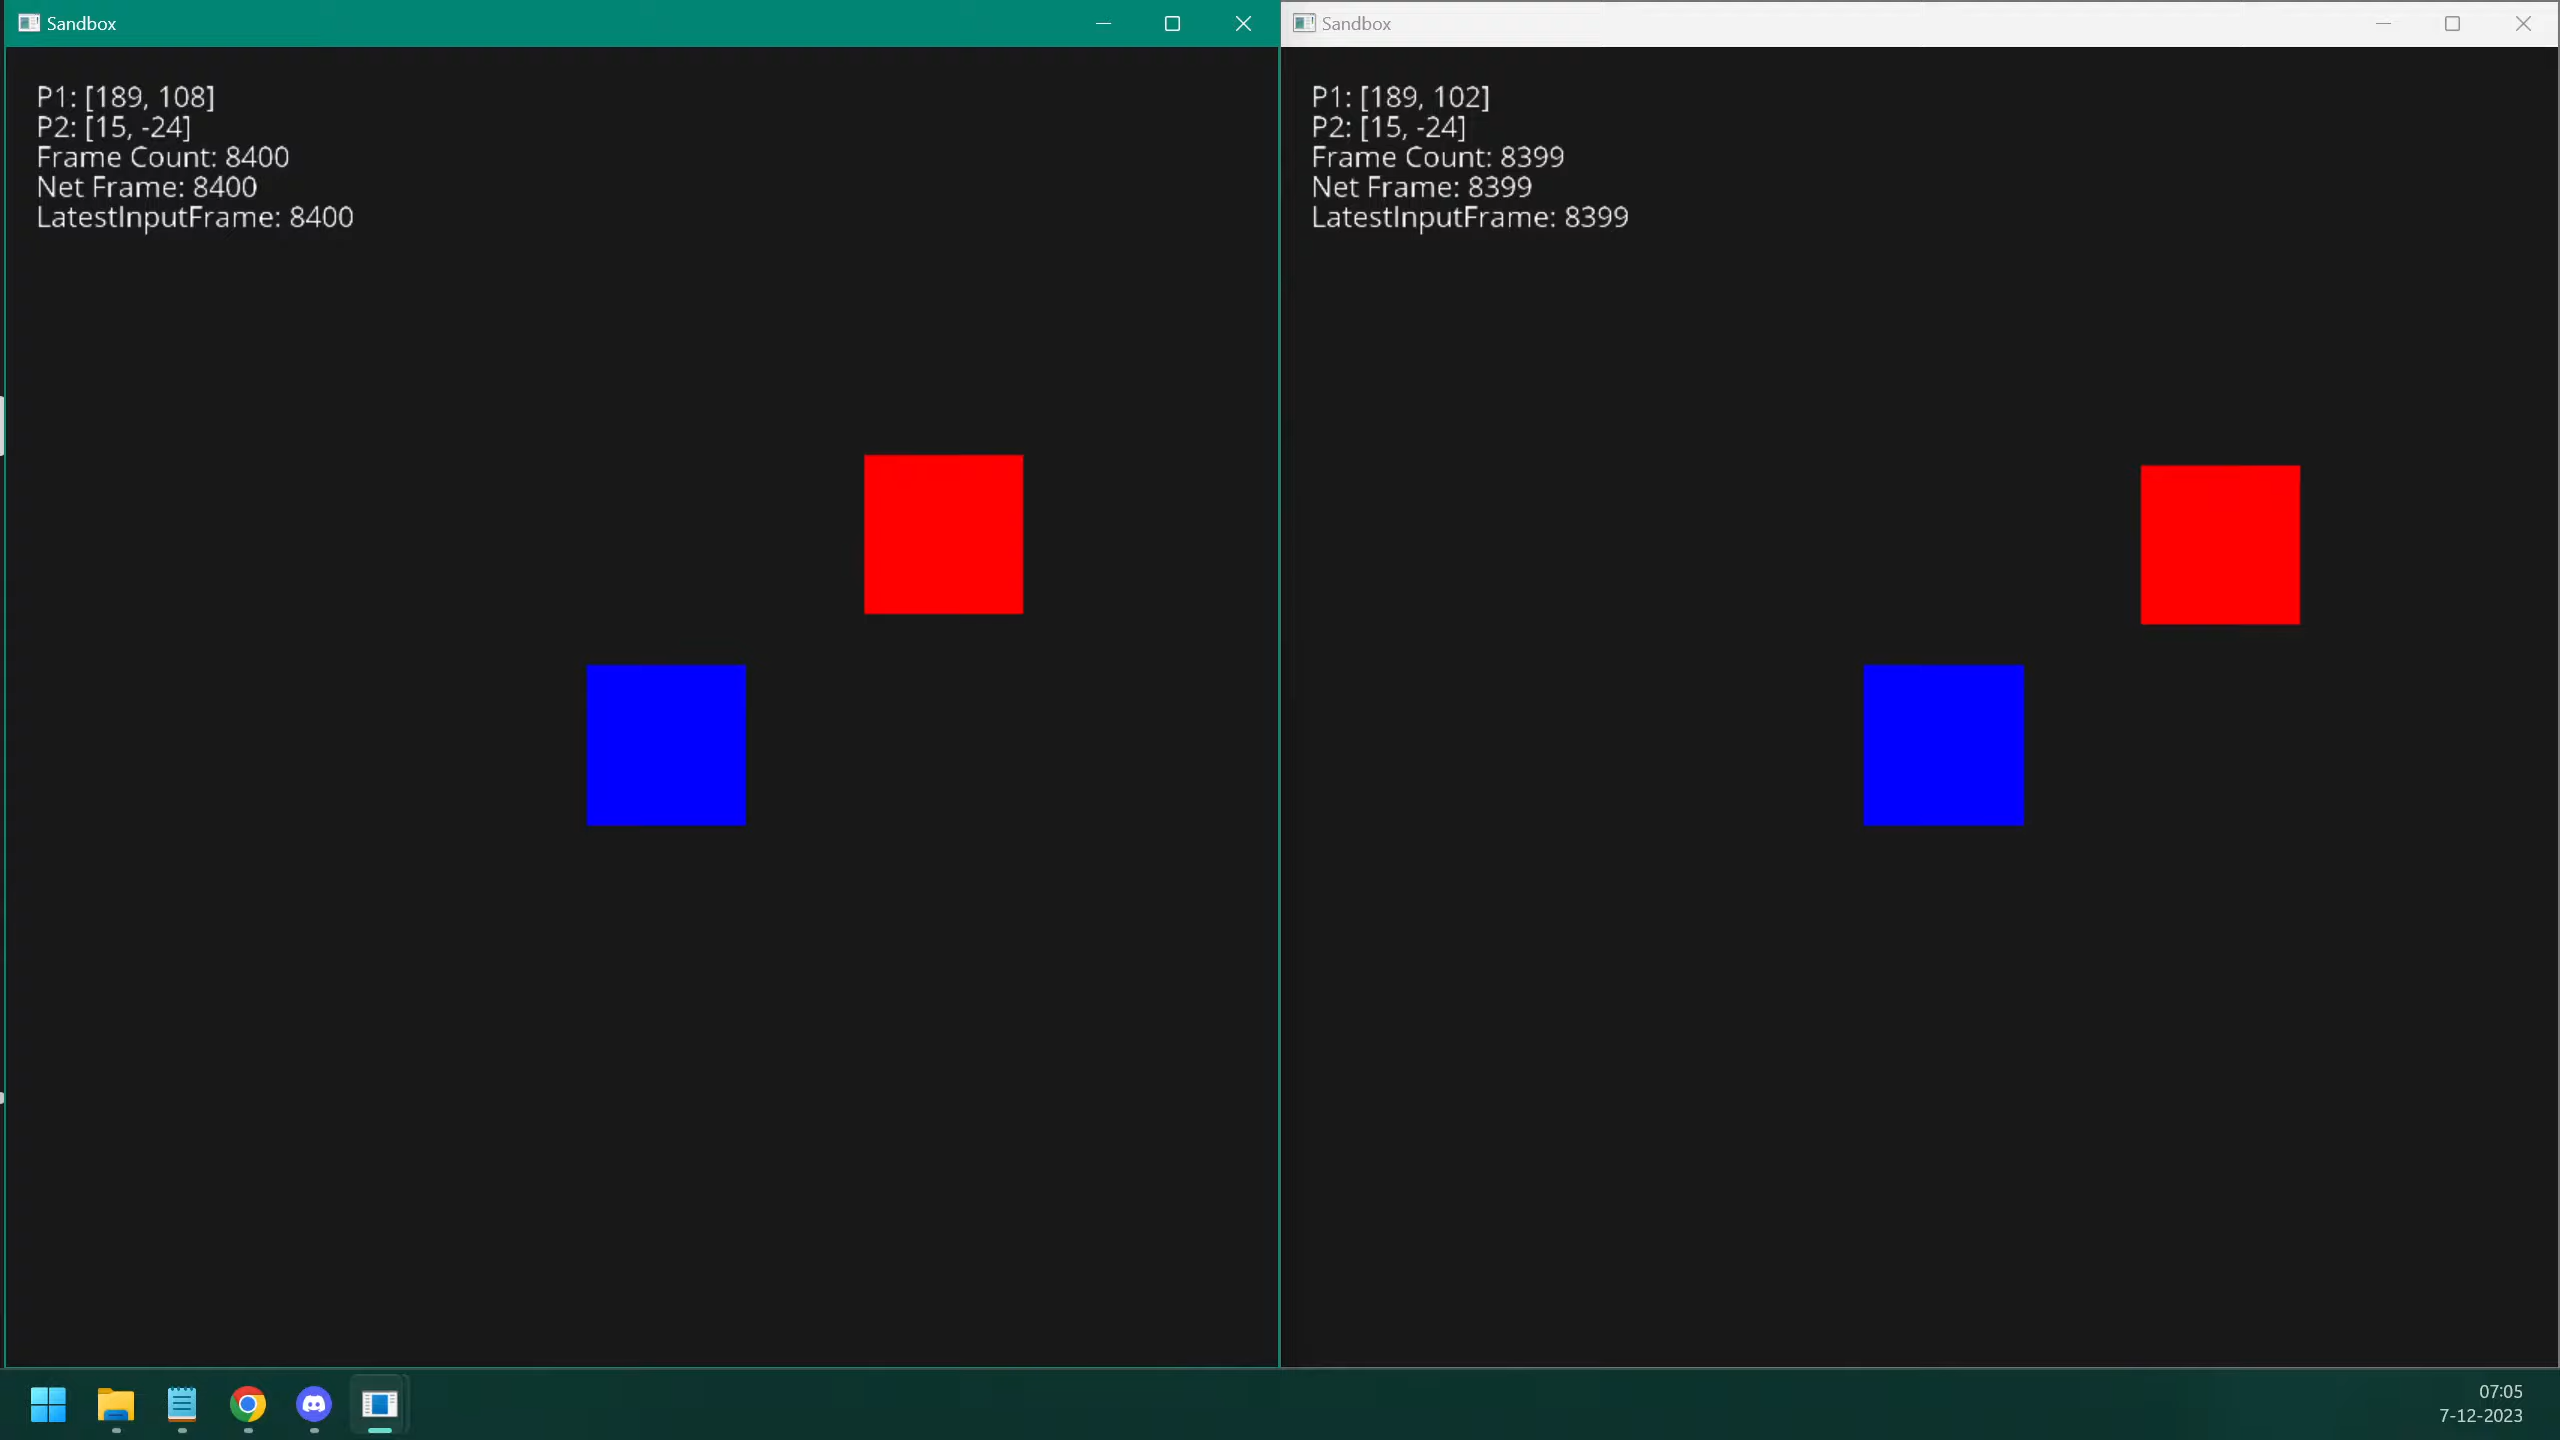 Sandbox
P1: [189, 108]
P2: [15, -24]
Frame Count: 8400
Net Frame: 8400
LatestInputFrame: 8400
Sandbox
P1: [189, 102]
P2: [15, -24]
Frame Count: 8399
Net Frame: 8399
LatestInputFrame: 8399
07:05
7-12-2023